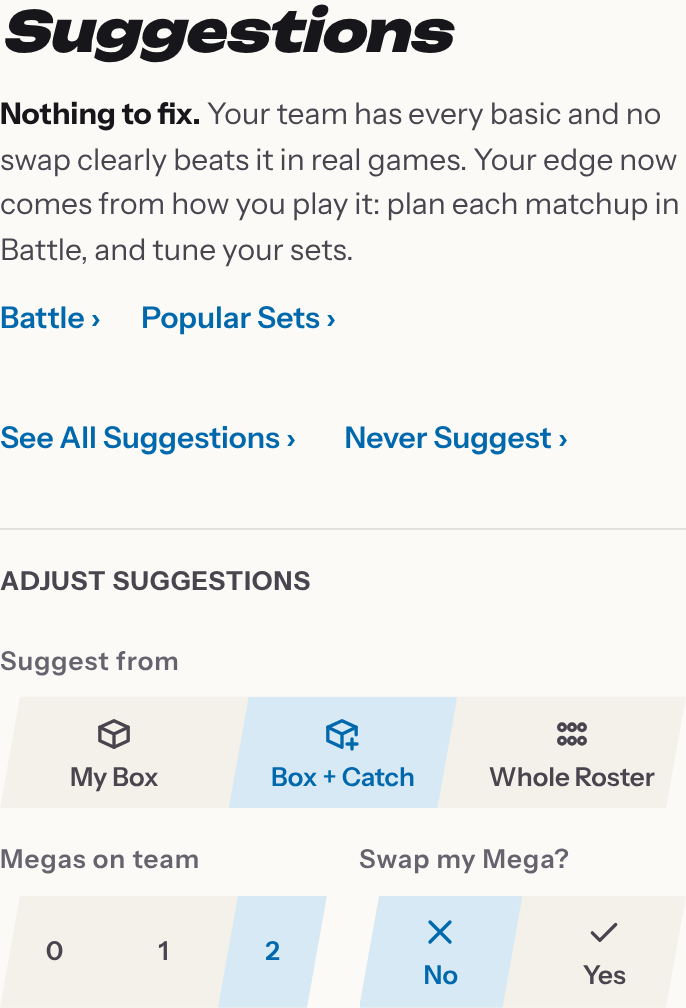 Suggestions
Nothing to fix. Your team has every basic and no
swap clearly beats it in real games. Your edge now
comes from how you play it: plan each matchup in
Battle, and tune your sets.
Battle › Popular Sets ›
See All Suggestions › Never Suggest ›
ADJUST SUGGESTIONS
Suggest from
My Box Box + Catch Whole Roster
Megas on team Swap my Mega?
0 1 2
No Yes